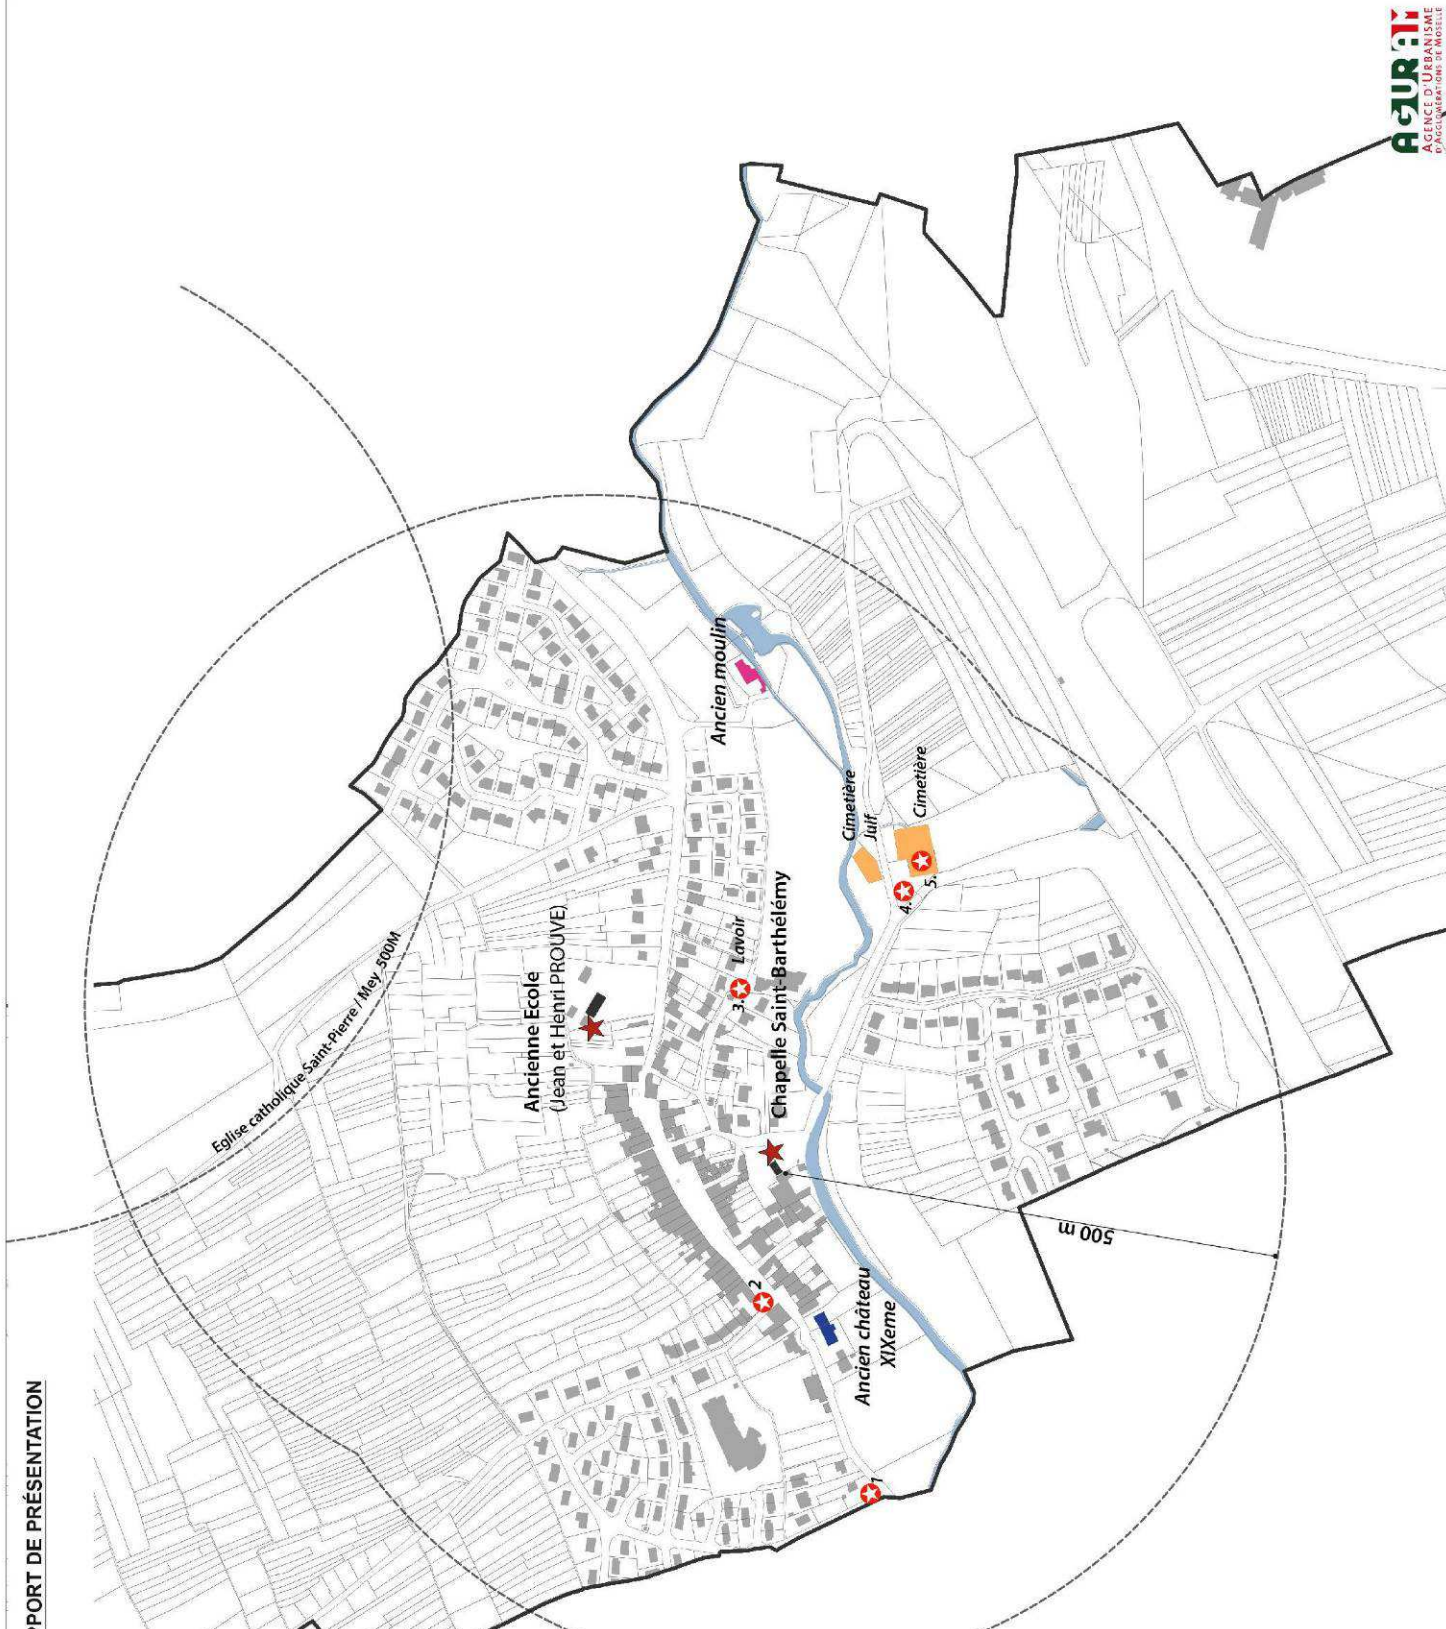 PPORT DE PRÉSENTATION
AGURAM
AGENCE D'URBANISME
D'AGGLOMÉRATIONS DE MOSELLE
Eglise catholique Saint-Pierre / Mey 500M
Ancienne Ecole
(Jean et Henri PROUVE)
Ancien moulin
3. Lavoir
Chapelle Saint-Barthélémy
Cimetière
Juif
Cimetière
4.
5.
2
Ancien château
XIXeme
1
500 m